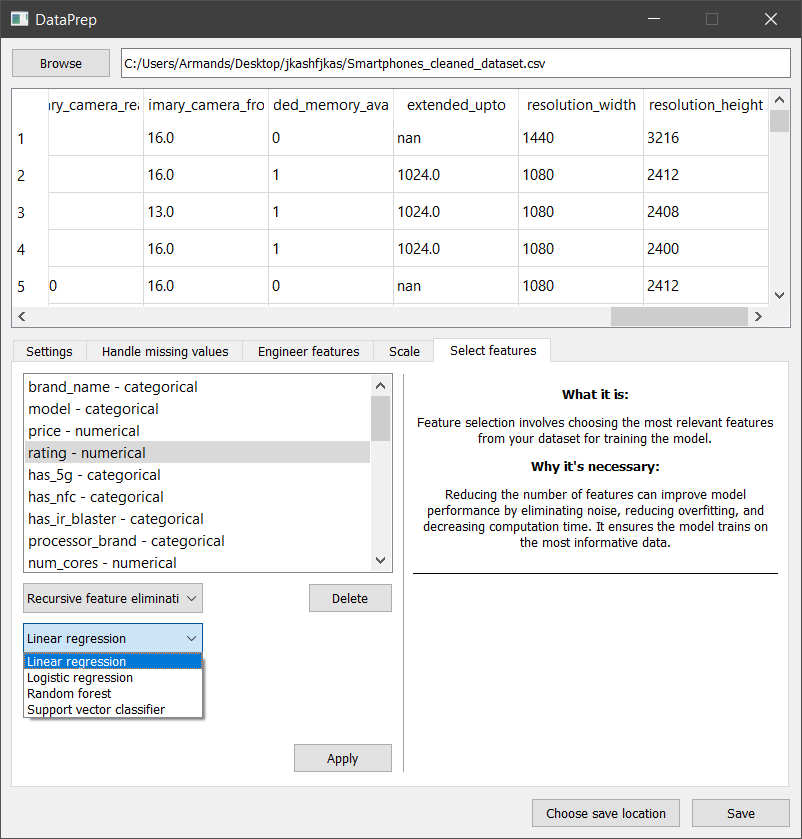 DataPrep
Browse
C:/Users/Armands/Desktop/jkashfjkas/Smartphones_cleaned_dataset.csv
ary_camera_rea imary_camera_fro ded_memory_ava extended_upto resolution_width resolution_height
1 16.0 0 nan 1440 3216
2 16.0 1 1024.0 1080 2412
3 13.0 1 1024.0 1080 2408
4 16.0 1 1024.0 1080 2400
5 0 16.0 0 nan 1080 2412
Settings Handle missing values Engineer features Scale Select features
brand_name - categorical
model - categorical
price - numerical
rating - numerical
has_5g - categorical
has_nfc - categorical
has_ir_blaster - categorical
processor_brand - categorical
num_cores - numerical
Recursive feature eliminati
Delete
Linear regression
Linear regression
Logistic regression
Random forest
Support vector classifier
Apply
What it is:
Feature selection involves choosing the most relevant features
from your dataset for training the model.
Why it's necessary:
Reducing the number of features can improve model
performance by eliminating noise, reducing overfitting, and
decreasing computation time. It ensures the model trains on
the most informative data.
Choose save location
Save